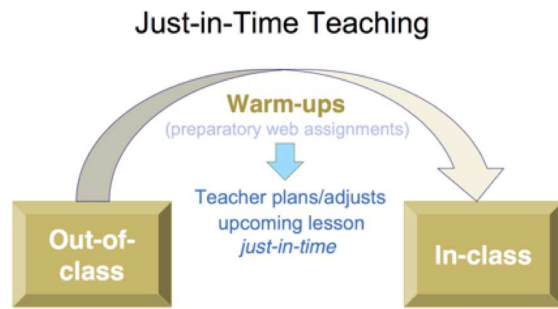 Just-in-Time Teaching
Warm-ups
(preparatory web assignments)
Teacher plans/adjusts
upcoming lesson
just-in-time
Out-of-
class
In-class